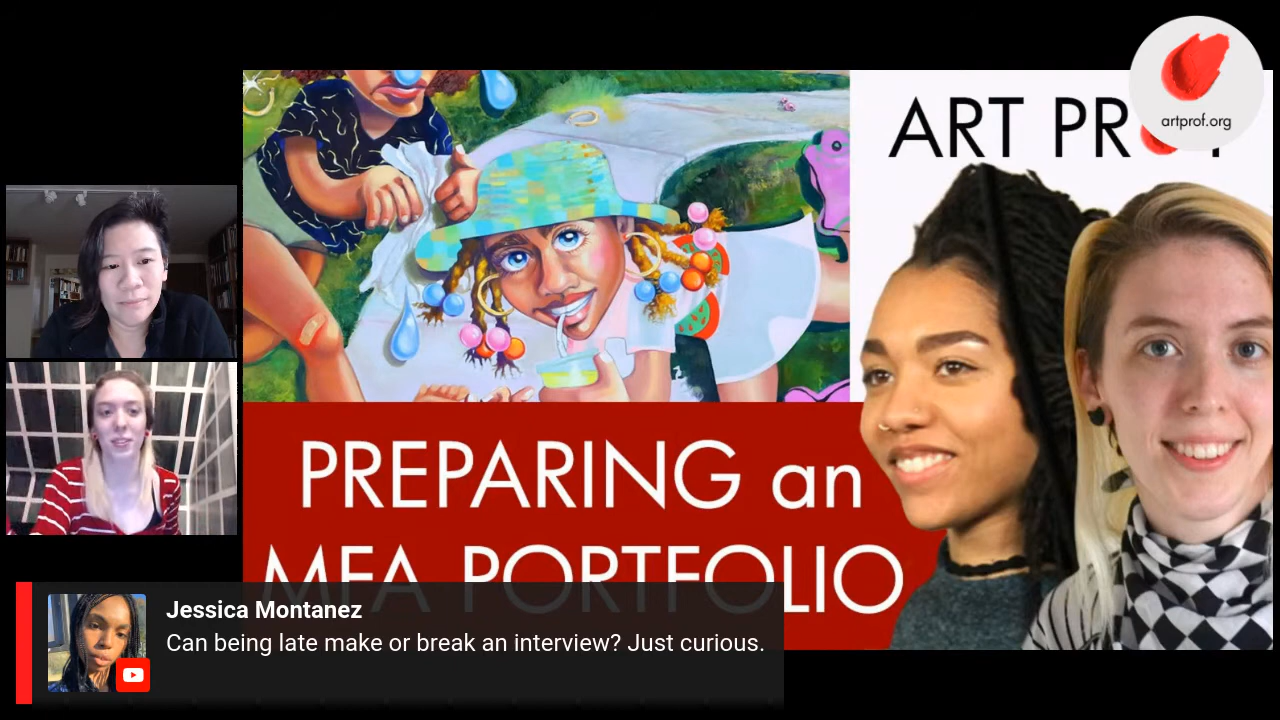 ART PROF
artprof.org
PREPARING an
MFA PORTFOLIO
Jessica Montanez
Can being late make or break an interview? Just curious.